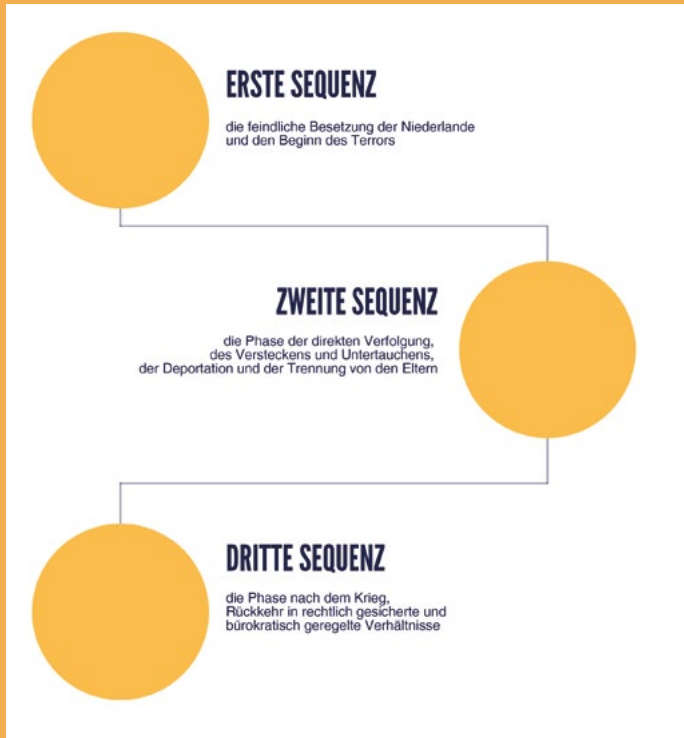 ERSTE SEQUENZ
die feindliche Besetzung der Niederlande
und den Beginn des Terrors
ZWEITE SEQUENZ
die Phase der direkten Verfolgung,
des Versteckens und Untertauchens,
der Deportation und der Trennung von den Eltern
DRITTE SEQUENZ
die Phase nach dem Krieg,
Rückkehr in rechtlich gesicherte und
bürokratisch geregelte Verhältnisse